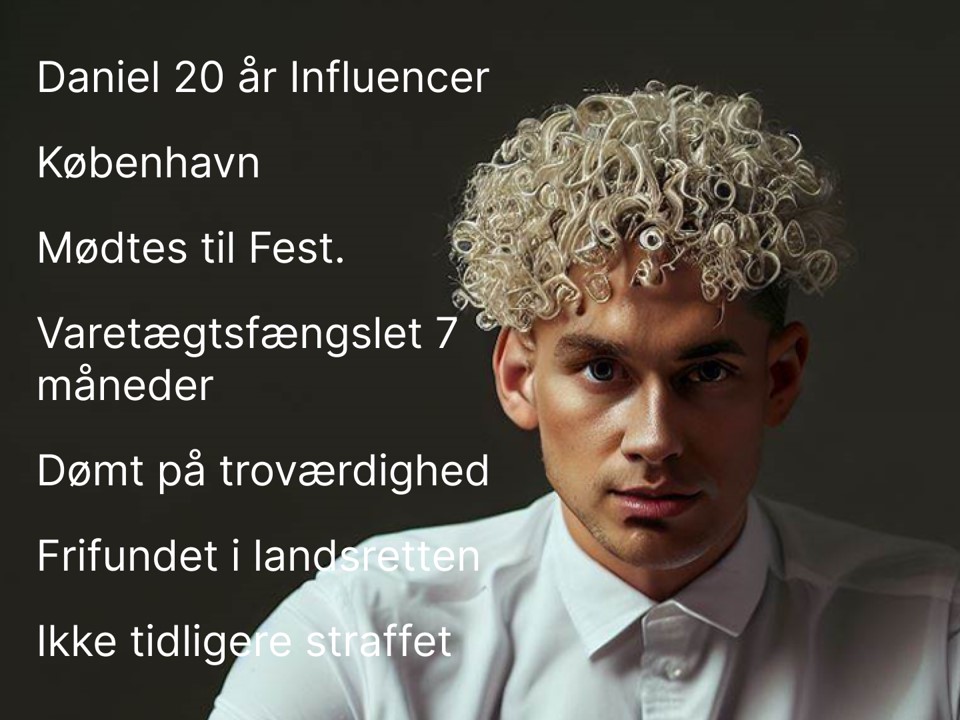 Daniel 20 år Influencer
København
Mødtes til Fest.
Varetægtsfængslet 7
måneder
Dømt på troværdighed
Frifundet i landsretten
Ikke tidligere straffet